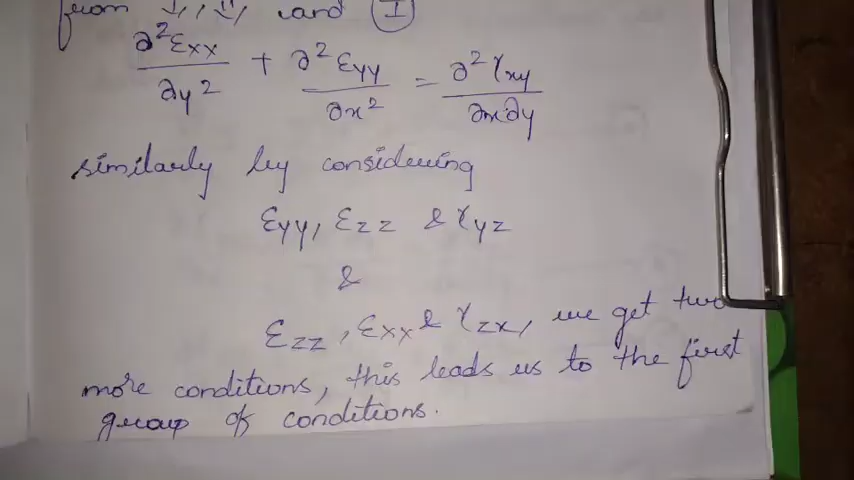 from I, II, and I
∂²εxx/∂y² + ∂²εyy/∂x² = ∂²γxy/∂x∂y
similarly by considering
εyy, εzz & γyz
&
εzz, εxx & γzx, we get two
more conditions, this leads us to the first
group of conditions.